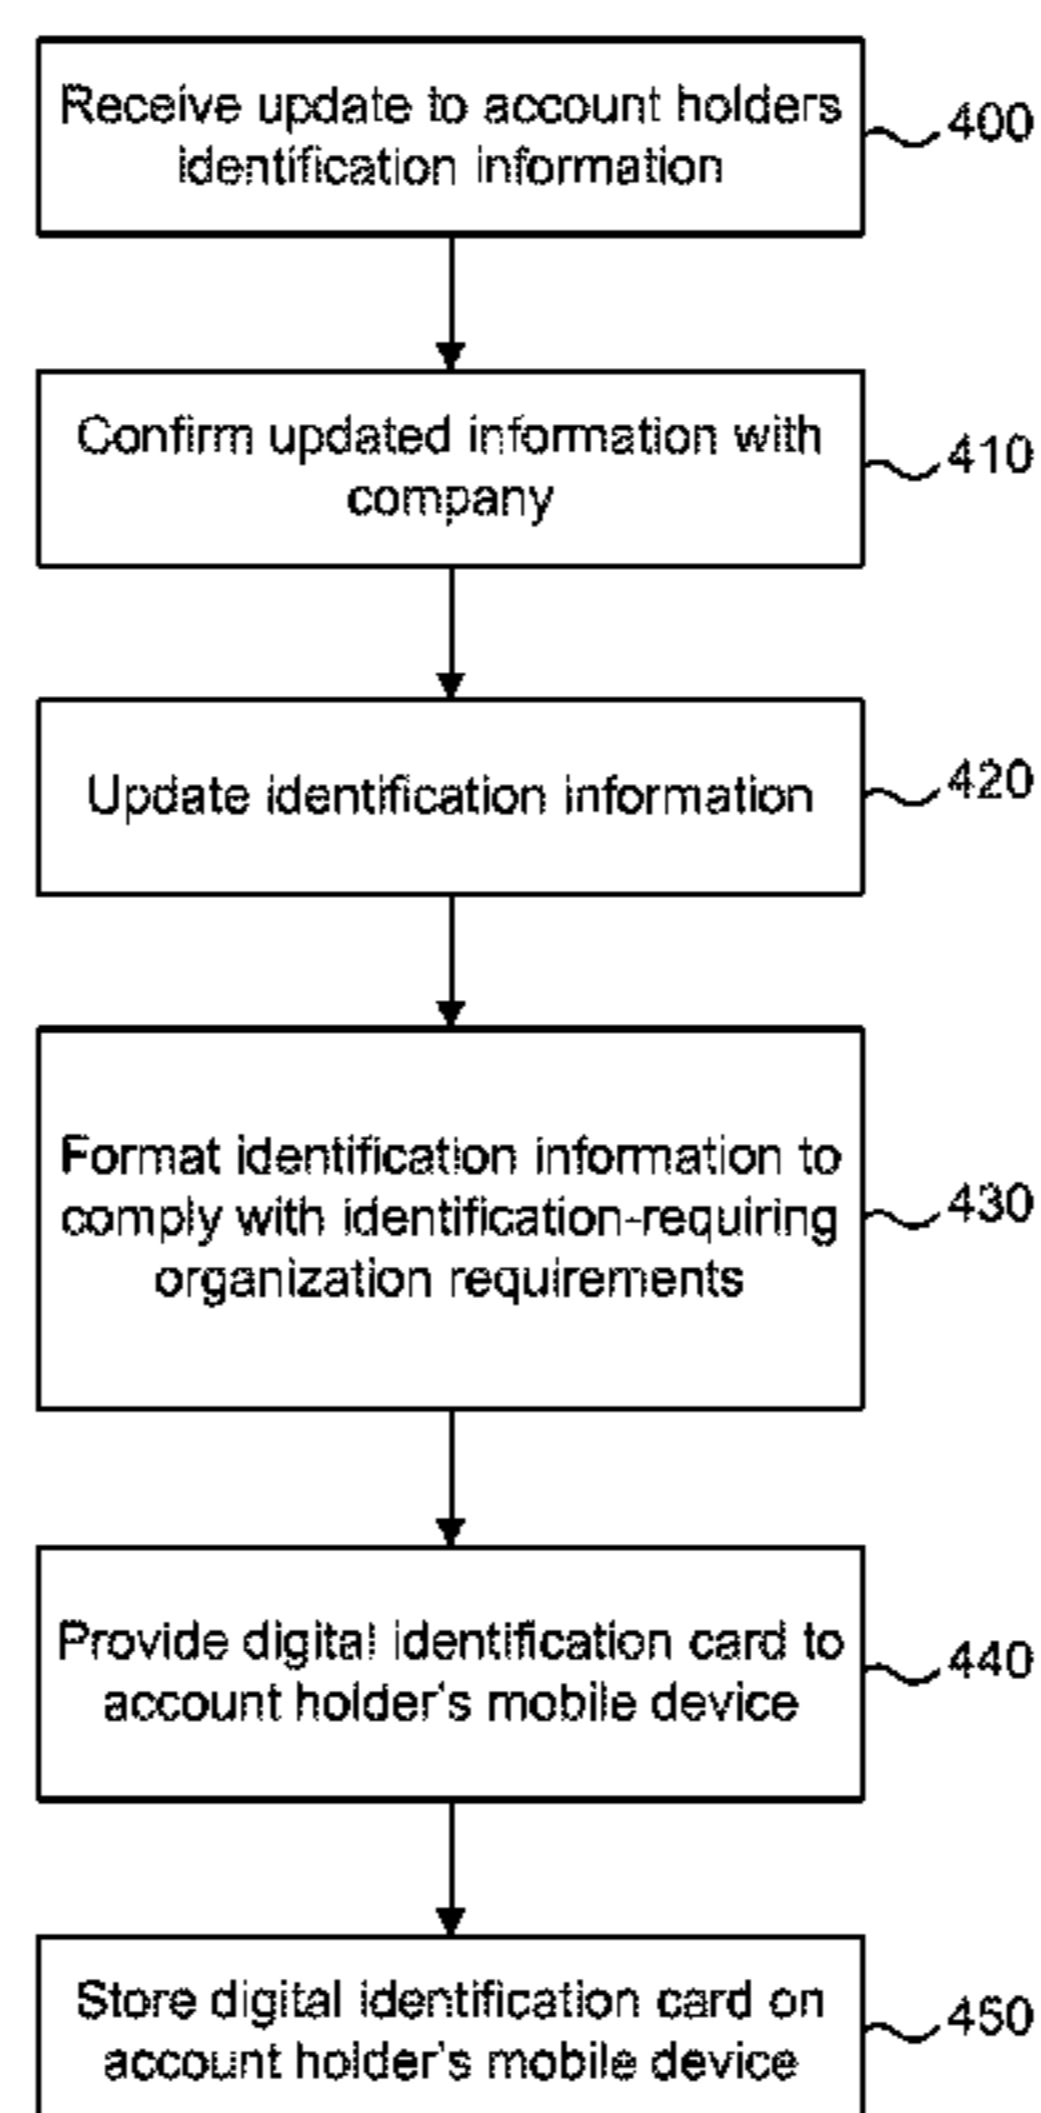 Receive update to account holders
identification information
400
Confirm updated information with
company
410
Update identification information
420
Format identification information to
comply with identification-requiring
organization requirements
430
Provide digital identification card to
account holder's mobile device
440
Store digital identification card on
account holder's mobile device
450